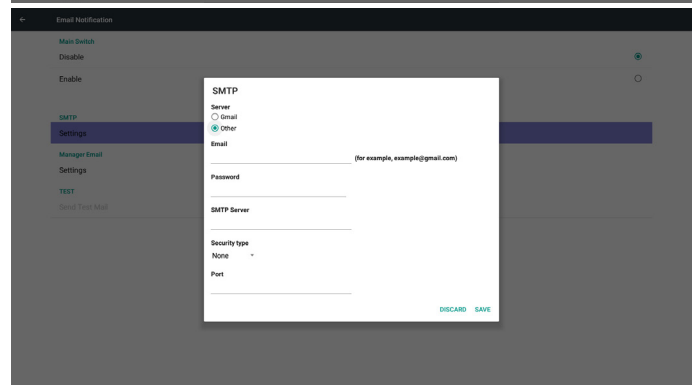 Email Notification
Main Switch
Disable
Enable
SMTP
Settings
Manager Email
Settings
TEST
Send Test Mail
SMTP
Server
Gmail
Other
Email
(for example, example@gmail.com)
Password
SMTP Server
Security type
None
Port
DISCARD SAVE